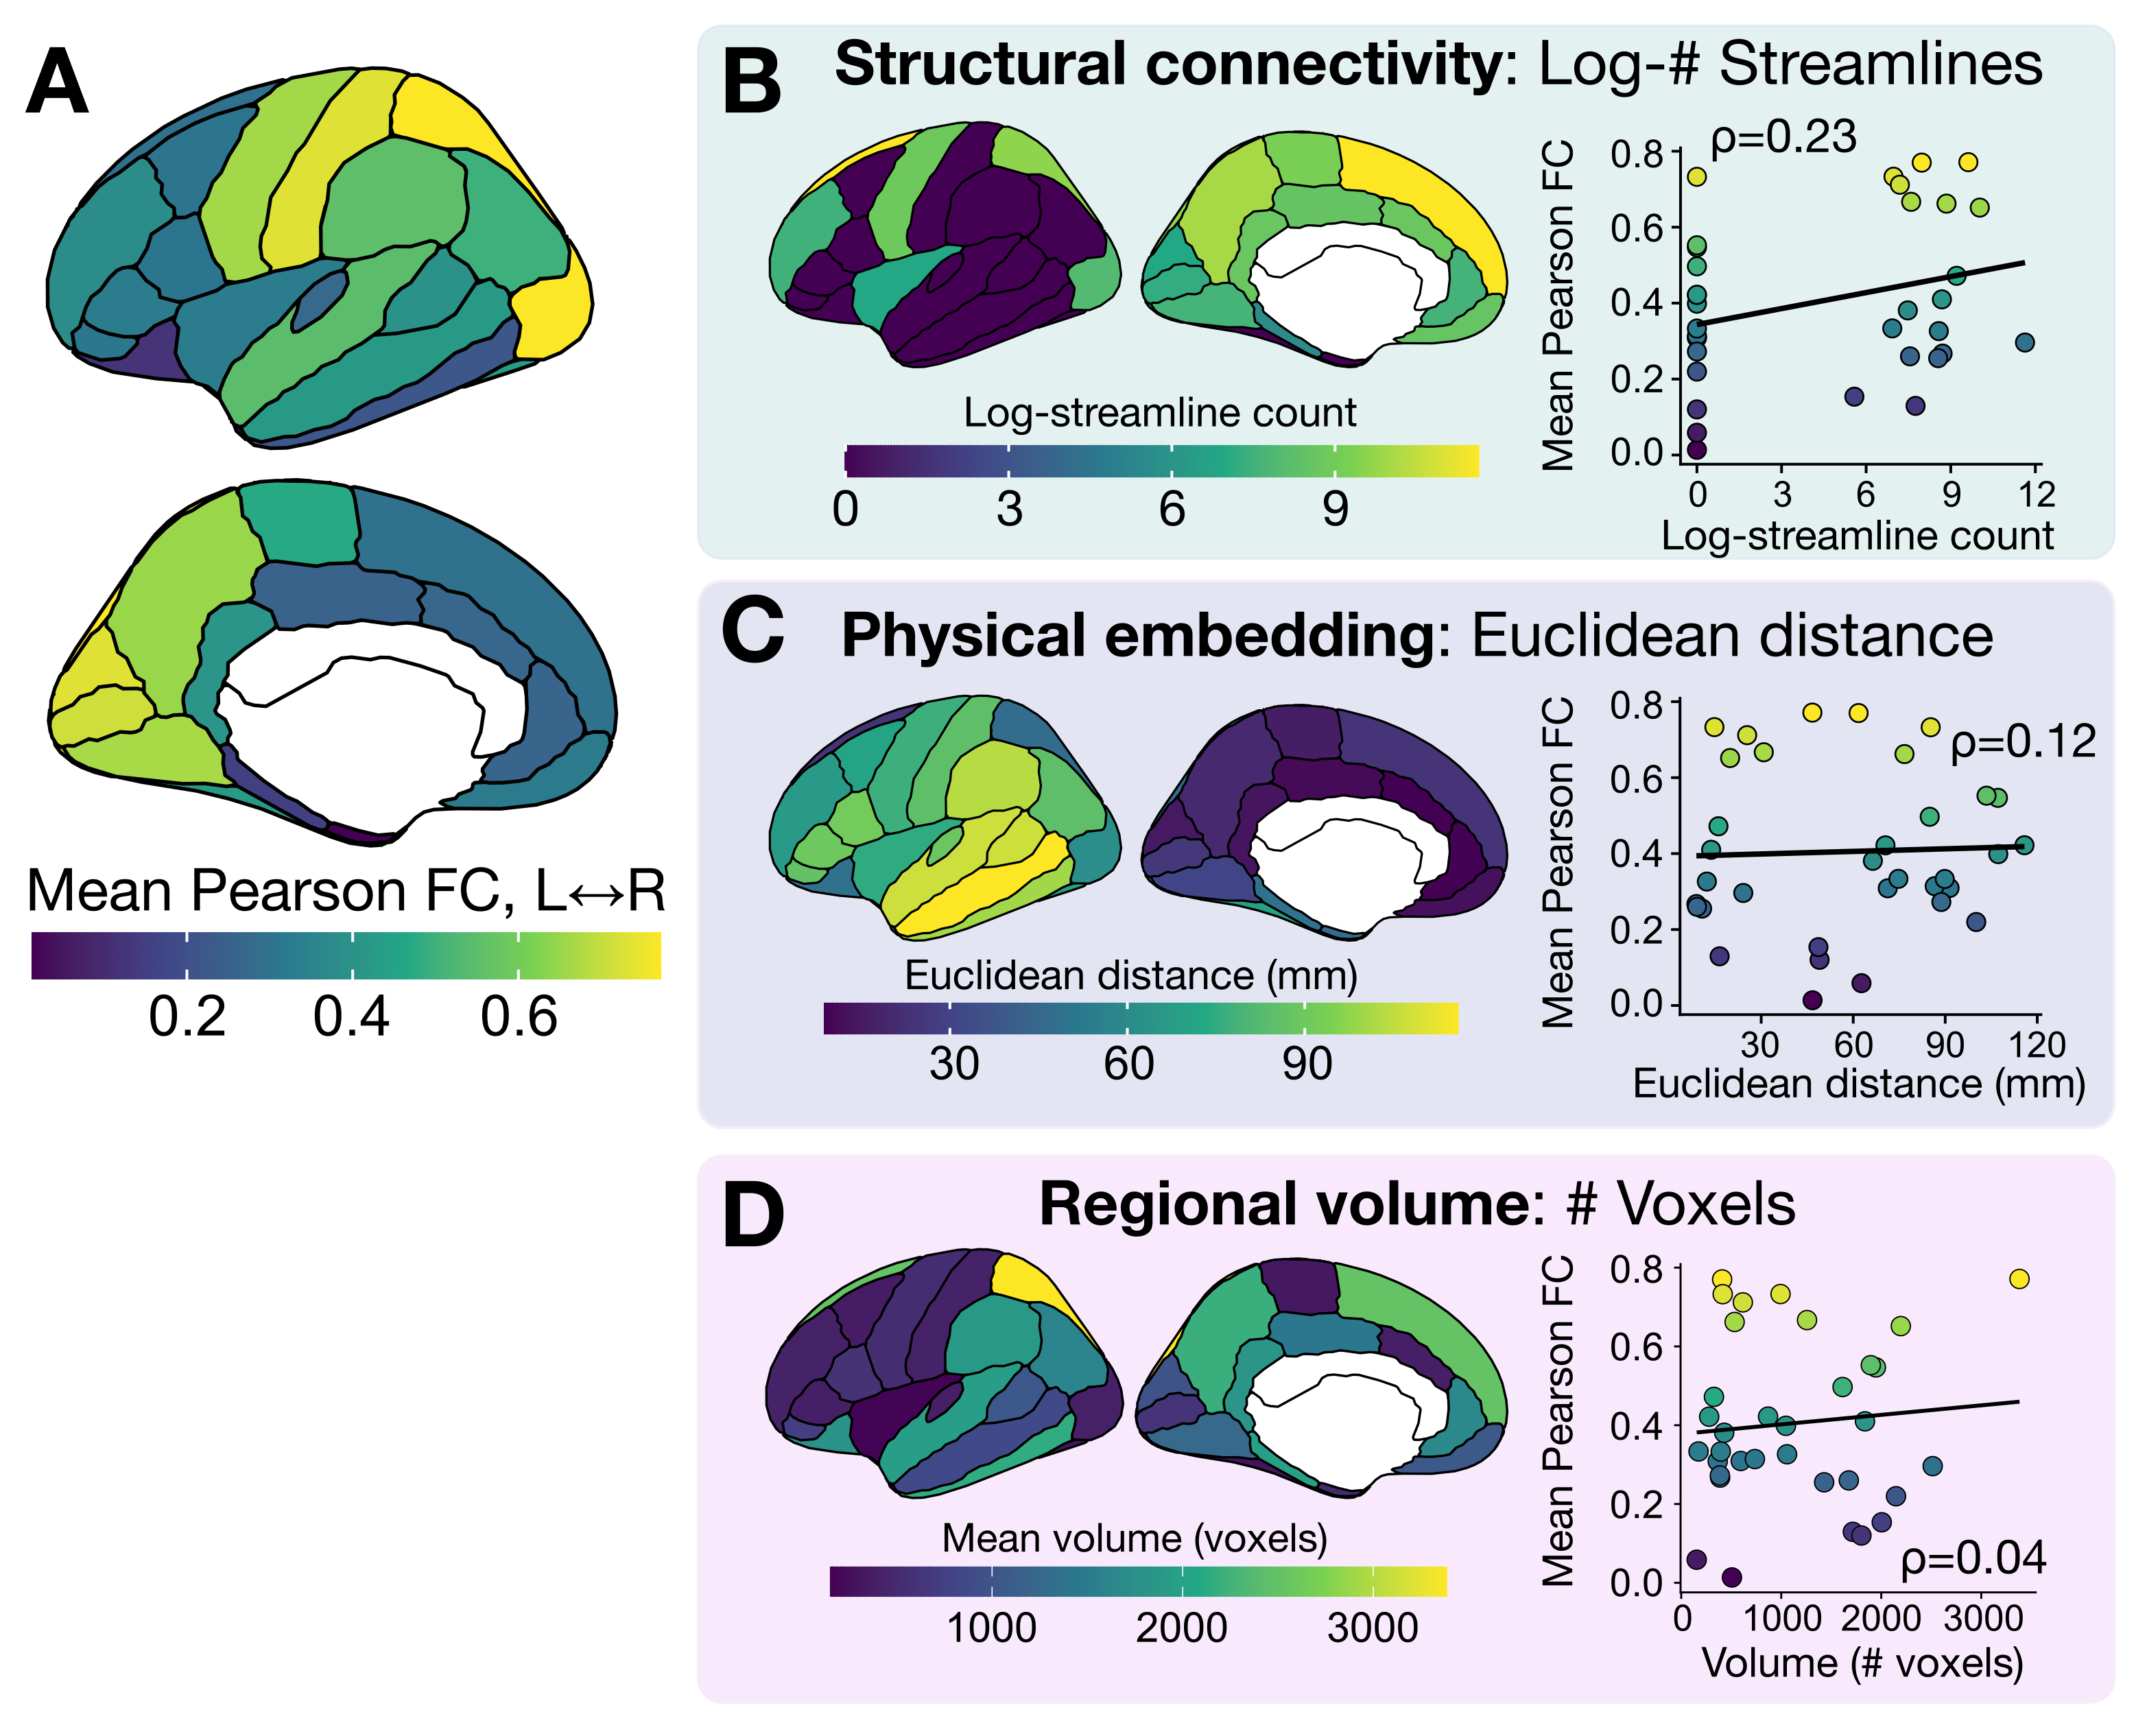 A
Mean Pearson FC, L↔R
0.2 0.4 0.6
B
Structural connectivity: Log-# Streamlines
Log-streamline count
0 3 6 9
Mean Pearson FC
ρ=0.23
0.8
0.6
0.4
0.2
0.0
0 3 6 9 12
Log-streamline count
C
Physical embedding: Euclidean distance
Euclidean distance (mm)
30 60 90
Mean Pearson FC
0.8
ρ=0.12
0.6
0.4
0.2
0.0
30 60 90 120
Euclidean distance (mm)
D
Regional volume: # Voxels
Mean volume (voxels)
1000 2000 3000
Mean Pearson FC
0.8
0.6
0.4
0.2
ρ=0.04
0.0
0 1000 2000 3000
Volume (# voxels)